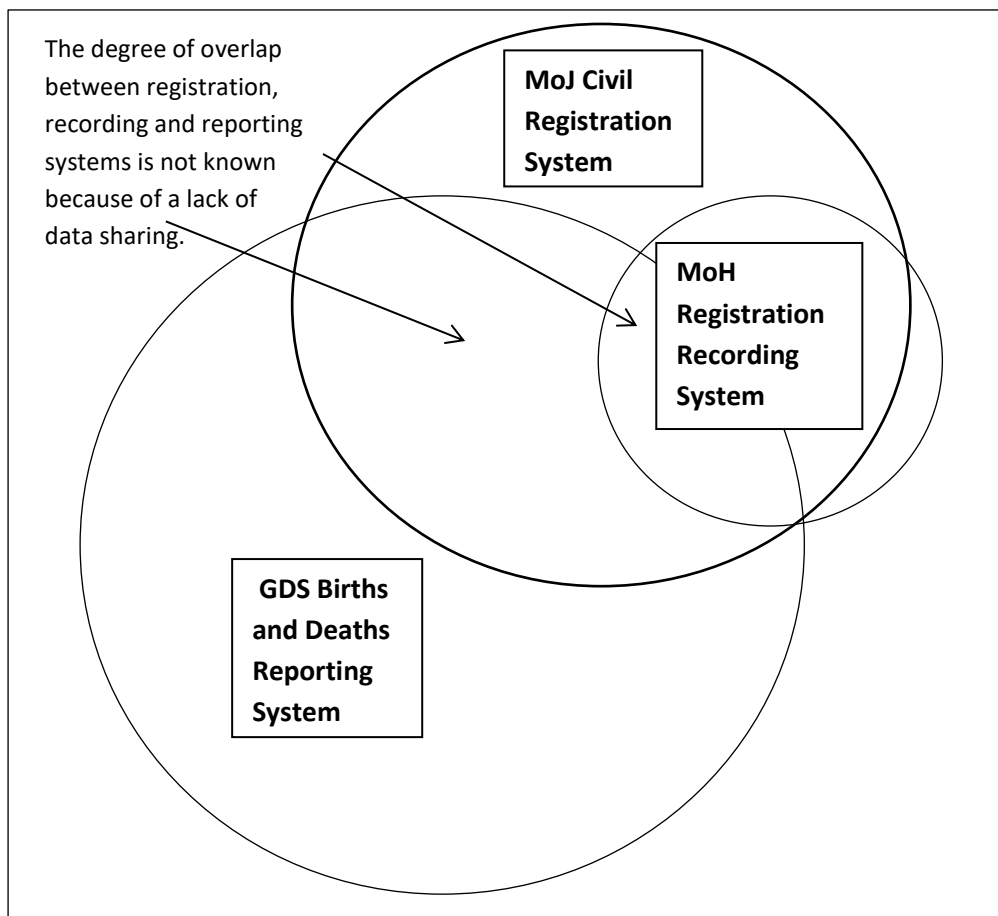 The degree of overlap
between registration,
recording and reporting
systems is not known
because of a lack of
data sharing.
MoJ Civil
Registration
System
MoH
Registration
Recording
System
GDS Births
and Deaths
Reporting
System